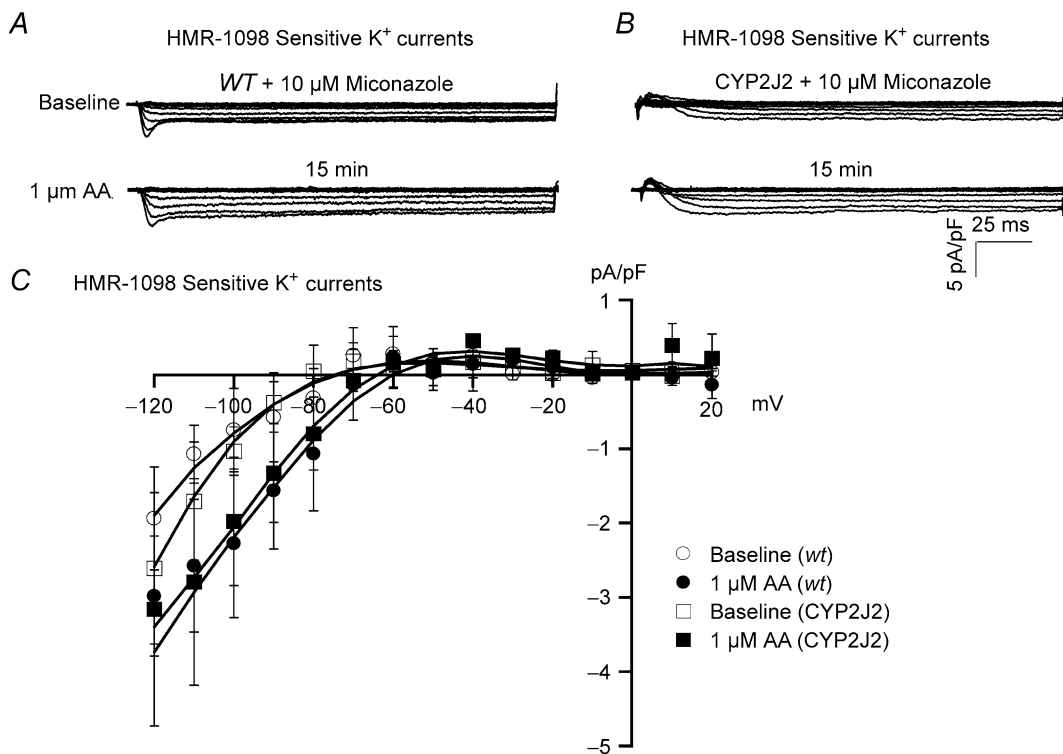 A
HMR-1098 Sensitive K⁺ currents
WT + 10 µM Miconazole
Baseline
15 min
1 µm AA.
B
HMR-1098 Sensitive K⁺ currents
CYP2J2 + 10 µM Miconazole
15 min
25 ms
5 pA/pF
C
HMR-1098 Sensitive K⁺ currents
pA/pF
1
−120
−100
−80
−60
−40
−20
20
mV
−1
−2
−3
−4
−5
Baseline (wt)
1 µM AA (wt)
Baseline (CYP2J2)
1 µM AA (CYP2J2)